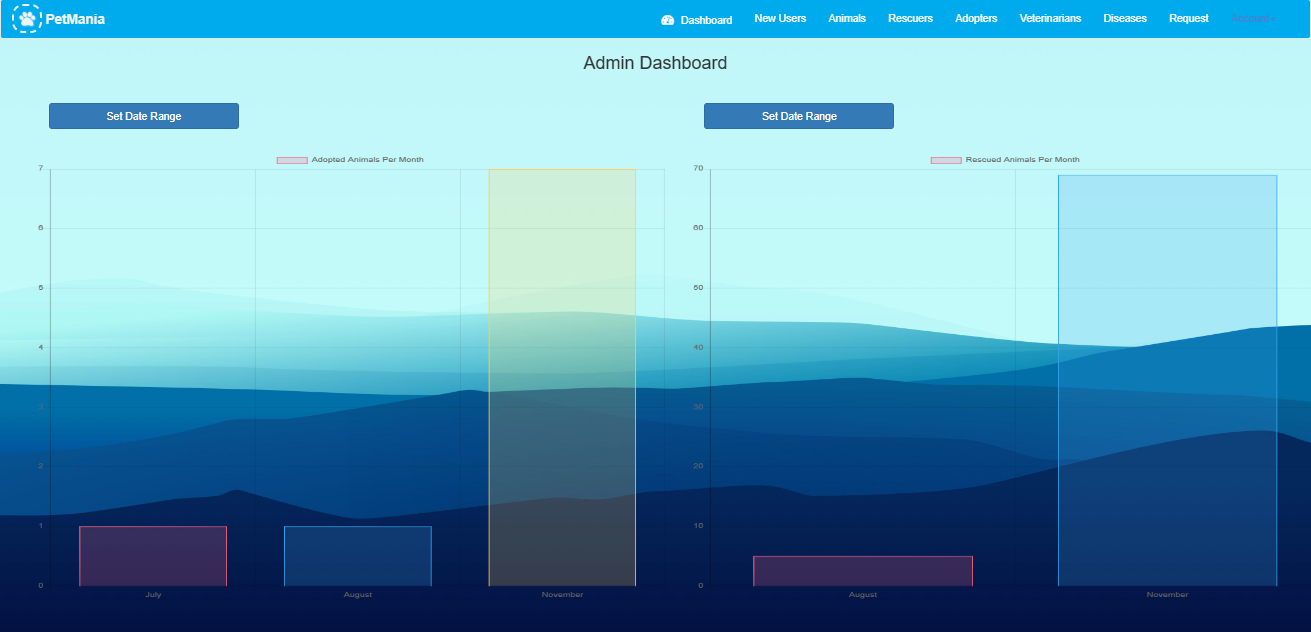 PetMania
Dashboard
New Users
Animals
Rescuers
Adopters
Veterinarians
Diseases
Request
Account
Admin Dashboard
Set Date Range
Set Date Range
Adopted Animals Per Month
7
6
5
4
3
2
1
0
July
August
November
Rescued Animals Per Month
70
60
50
40
30
20
10
0
August
November